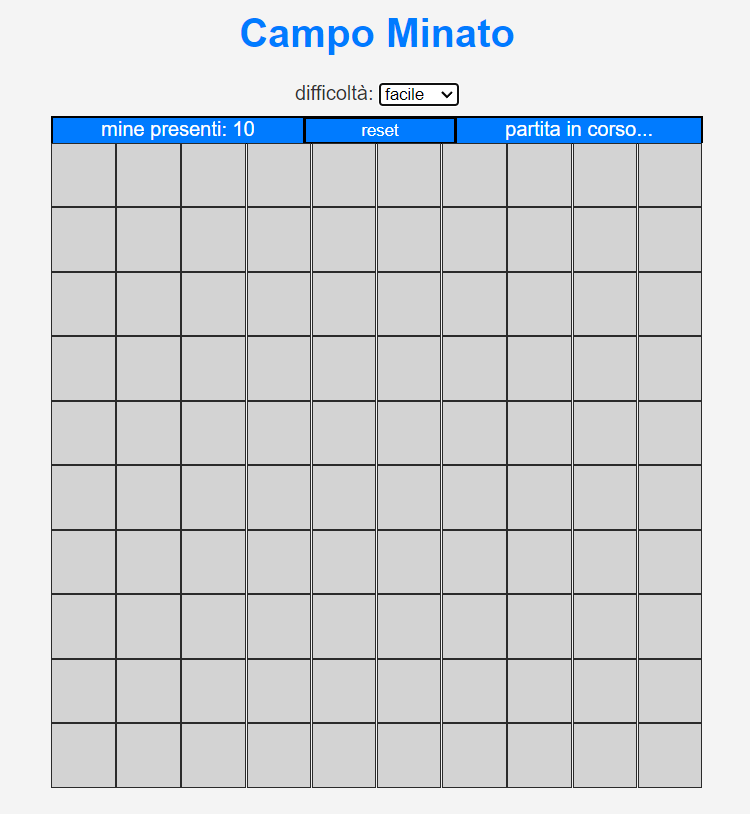 Campo Minato
difficoltà: facile
mine presenti: 10 reset partita in corso...